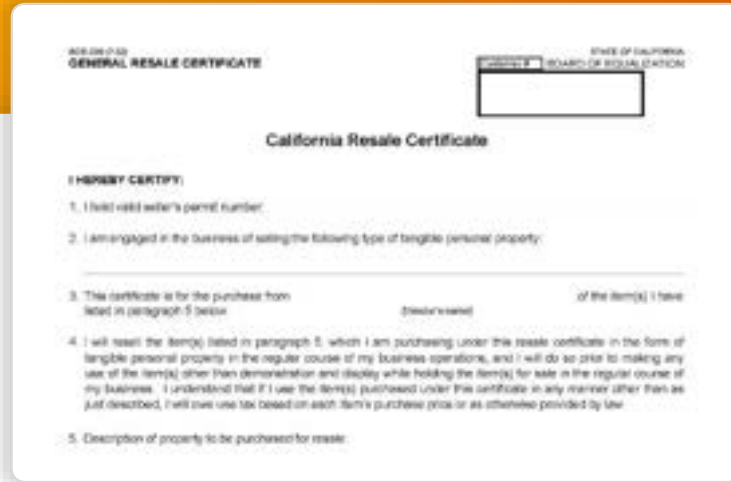 STATE OF CALIFORNIA
GENERAL RESALE CERTIFICATE
BOARD OF EQUALIZATION
California Resale Certificate
I HEREBY CERTIFY:
1. I hold valid seller's permit number:
2. I am engaged in the business of selling the following type of tangible personal property:
3. This certificate is for the purchase from of the item(s) I have
listed in paragraph 5 below (Vendor's name)
4. I will resell the item(s) listed in paragraph 5, which I am purchasing under this resale certificate in the form of
tangible personal property in the regular course of my business operations, and I will do so prior to making any
use of the item(s) other than demonstration and display while holding the item(s) for sale in the regular course of
my business. I understand that if I use the item(s) purchased under this certificate in any manner other than as
just described, I will owe use tax based on each item's purchase price or as otherwise provided by law
5. Description of property to be purchased for resale: